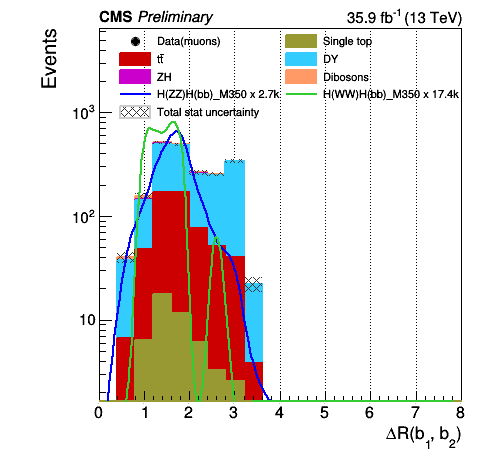 CMS Preliminary 35.9 fb⁻¹ (13 TeV)
Events
Data(muons) Single top
tt̄ DY
ZH Dibosons
H(ZZ)H(bb)_M350 x 2.7k H(WW)H(bb)_M350 x 17.4k
Total stat uncertainty
10³
10²
10
0 1 2 3 4 5 6 7 8
ΔR(b₁, b₂)